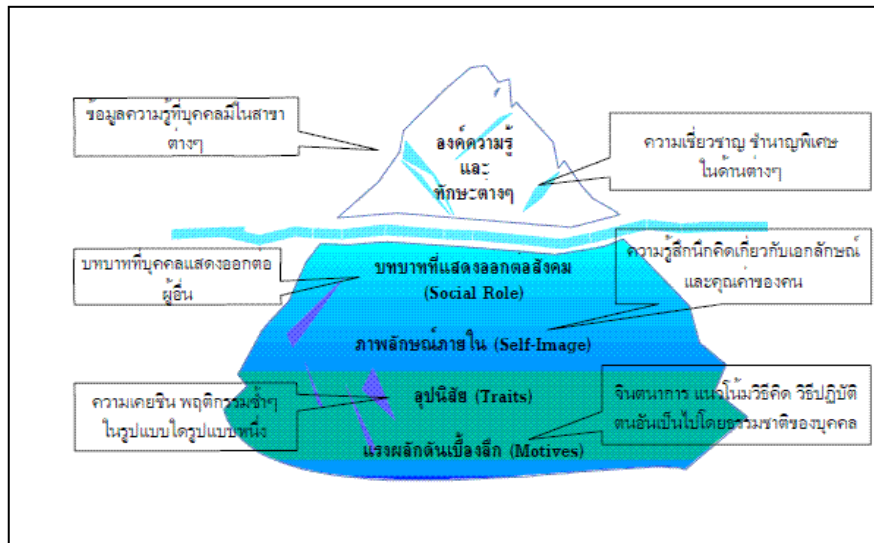 ข้อมูลความรู้ที่บุคคลมีในสาขา
ต่างๆ
องค์ความรู้
และ
ทักษะต่างๆ
ความเชี่ยวชาญ ชำนาญพิเศษ
ในด้านต่างๆ
บทบาทที่บุคคลแสดงออกตอ
ผู้อื่น
บทบาทที่แสดงออกตอสังคม
(Social Role)
ความรู้สึกนึกคิดเกี่ยวกับเอกลักษณ์
และคุณค่าของคน
ภาพลักษณ์ภายใน (Self-Image)
อุปนิสัย (Traits)
ความเคยชิน พฤติกรรมซ้ำๆ
ในรูปแบบใดรูปแบบหนึ่ง
จินตนาการ แนวโน้มวิธีคิด วิธีปฏิบัติ
ตนอันเป็นไปโดยธรรมชาติของบุคคล
แรงผลักดันเบื้องลึก (Motives)